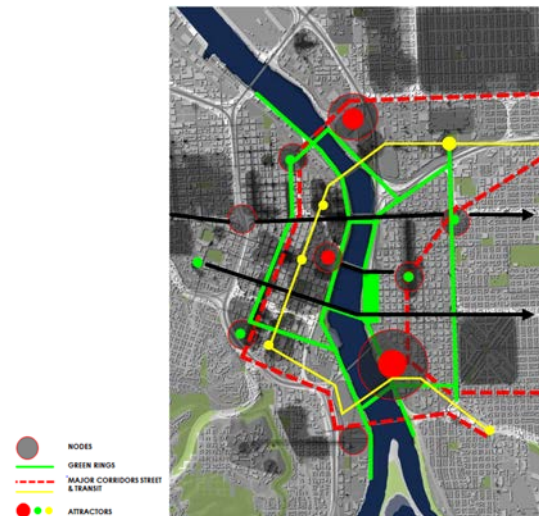 NODES
GREEN RINGS
"MAJOR CORRIDORS STREET
& TRANSIT
ATTRACTORS